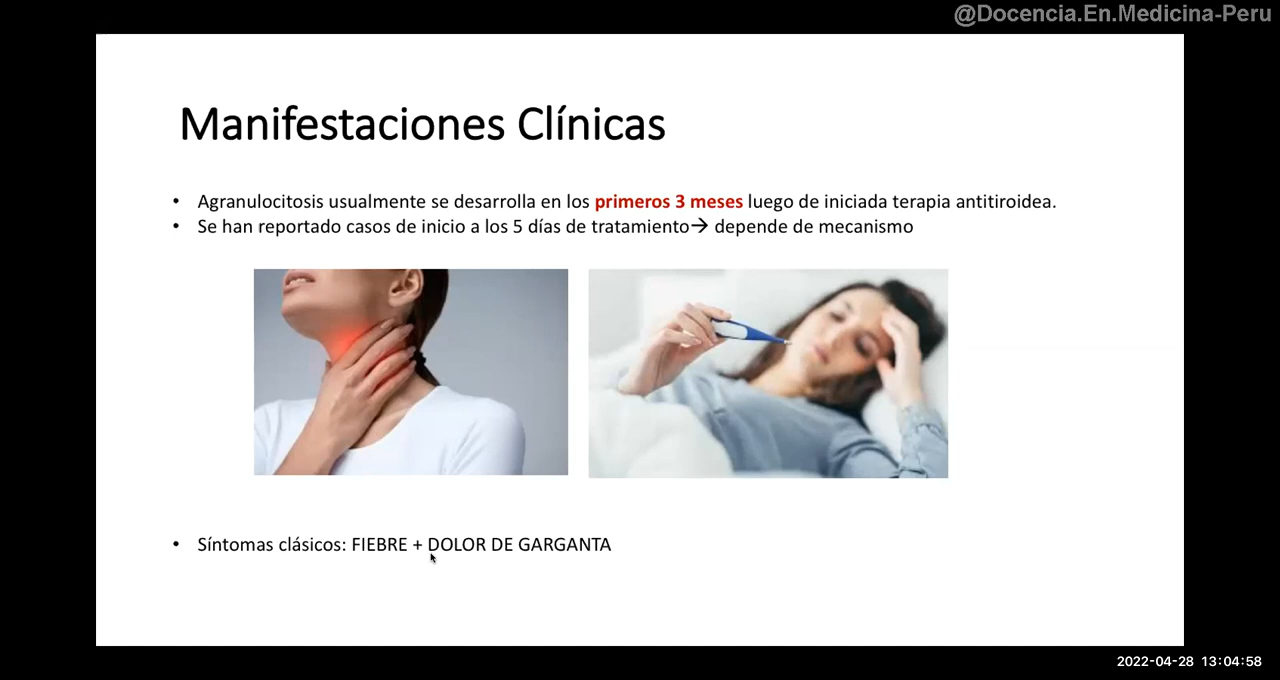 @Docencia.En.Medicina-Peru
Manifestaciones Clínicas
• Agranulocitosis usualmente se desarrolla en los primeros 3 meses luego de iniciada terapia antitiroidea.
• Se han reportado casos de inicio a los 5 días de tratamiento→ depende de mecanismo
• Síntomas clásicos: FIEBRE + DOLOR DE GARGANTA
2022-04-28 13:04:58